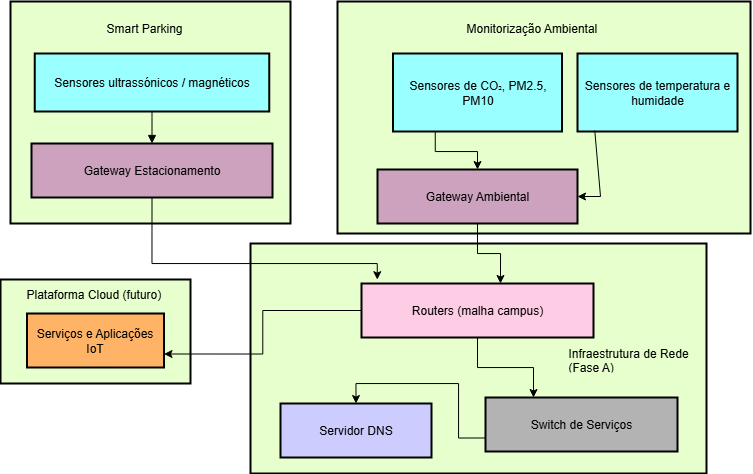 Smart Parking
Sensores ultrassónicos / magnéticos
Gateway Estacionamento
Monitorização Ambiental
Sensores de CO₂, PM2.5,
PM10
Sensores de temperatura e
humidade
Gateway Ambiental
Plataforma Cloud (futuro)
Serviços e Aplicações
IoT
Routers (malha campus)
Infraestrutura de Rede
(Fase A)
Servidor DNS
Switch de Serviços